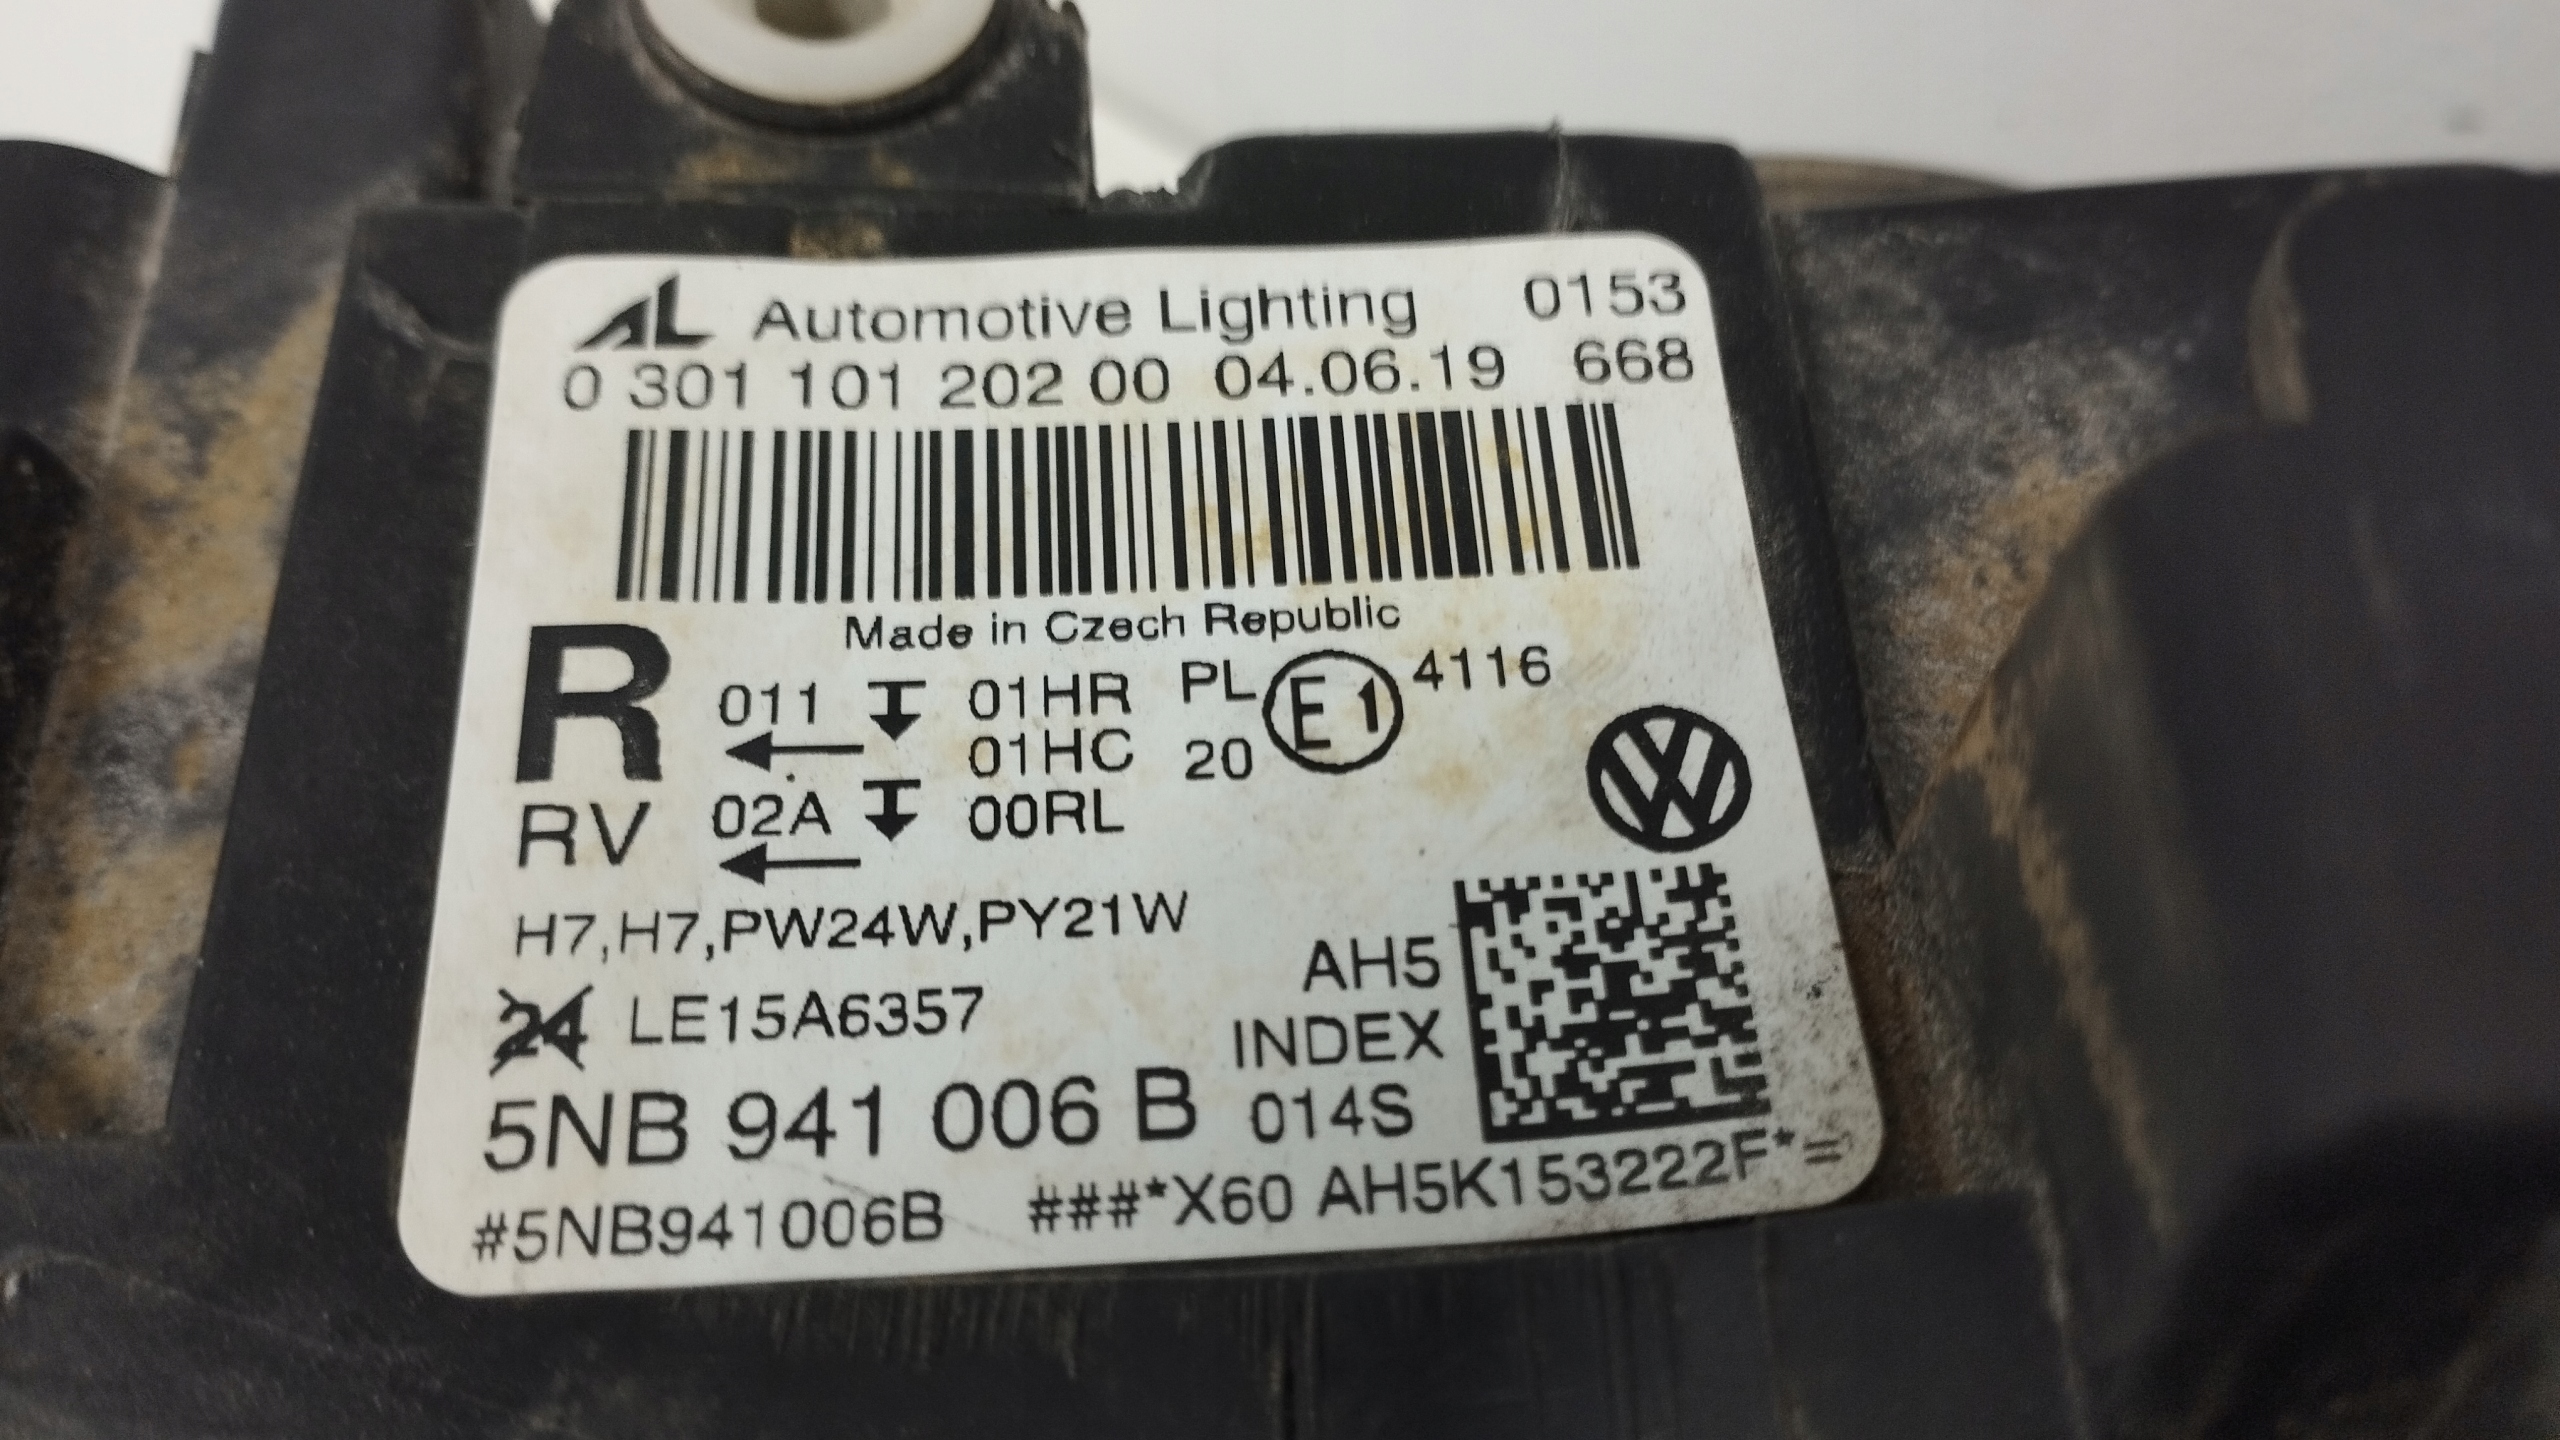 AL Automotive Lighting 0153
0 301 101 202 00 04.06.19 668
Made in Czech Republic
R 011 01HR PL E1 4116
01HC 20
RV 02A 00RL
H7,H7,PW24W,PY21W
24 LE15A6357 AH5
INDEX
5NB 941 006 B 014S
#5NB941006B ###*X60 AH5K153222F*=